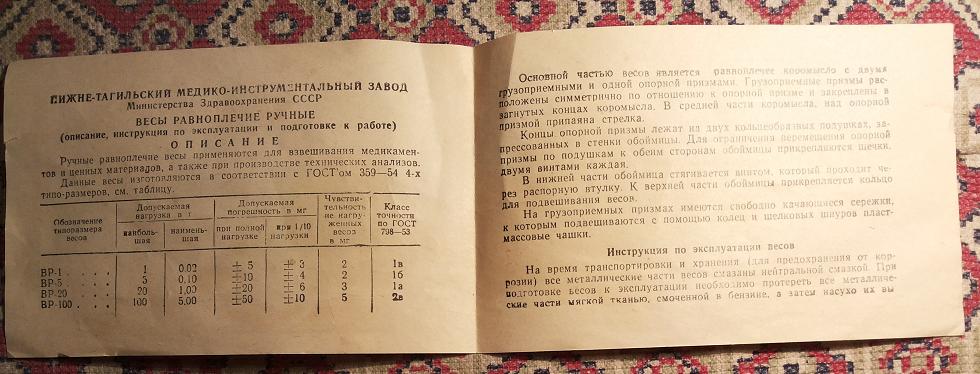 НИЖНЕ-ТАГИЛЬСКИЙ МЕДИКО-ИНСТРУМЕНТАЛЬНЫЙ ЗАВОД
Министерства Здравоохранения СССР
ВЕСЫ РАВНОПЛЕЧИЕ РУЧНЫЕ
(описание, инструкция по эксплуатации и подготовке к работе)
ОПИСАНИЕ
Ручные равноплечие весы применяются для взвешивания медикамен-
тов и ценных материалов, а также при производстве технических анализов.
Данные весы изготовляются в соответствии с ГОСТ'ом 359—54 4-х
типо-размеров, см. таблицу.
Обозначение типоразмера весов
Допускаемая нагрузка в г
Допускаемая погрешность в мг
Чувстви- тельность не нагру- женных весов в мг
Класс точности по ГОСТ 798—53
наиболь- шая
наимень- шая
при полной нагрузке
при 1/10 нагрузки
ВР-1 . . . . 1 0.02 ± 5 ± 3 2 1в
ВР-5 . . . . 5 0,10 ±10 ± 4 2 1б
ВР-20 . . . . 20 1,00 ±20 ± 6 3 1а
ВР-100 . . . . 100 5,00 ±50 ±10 5 2в
Основной частью весов является равноплечее коромысло с двумя
грузоприемными и одной опорной призмами. Грузоприемные призмы рас-
положены симметрично по отношению к опорной призме и закреплены в
загнутых концах коромысла. В средней части коромысла, над опорной
призмой припаяна стрелка.
Концы опорной призмы лежат на двух кольцеобразных подушках, за-
прессованных в стенки обоймицы. Для ограничения перемещения опорной
призмы по подушкам к обеим сторонам обоймицы прикрепляются щечки,
двумя винтами каждая.
В нижней части обоймица стягивается винтом, который проходит че-
рез распорную втулку. К верхней части обоймицы прикрепляется кольцо
для подвешивания весов.
На грузоприемных призмах имеются свободно качающиеся сережки,
к которым подвешиваются с помощью колец и шелковых шнуров пласт-
массовые чашки.
Инструкция по эксплуатации весов
На время транспортировки и хранения (для предохранения от кор-
розии) все металлические части весов смазаны нейтральной смазкой. При
подготовке весов к эксплуатации необходимо протереть все металличе-
ские части мягкой тканью, смоченной в бензине, а затем насухо их вы